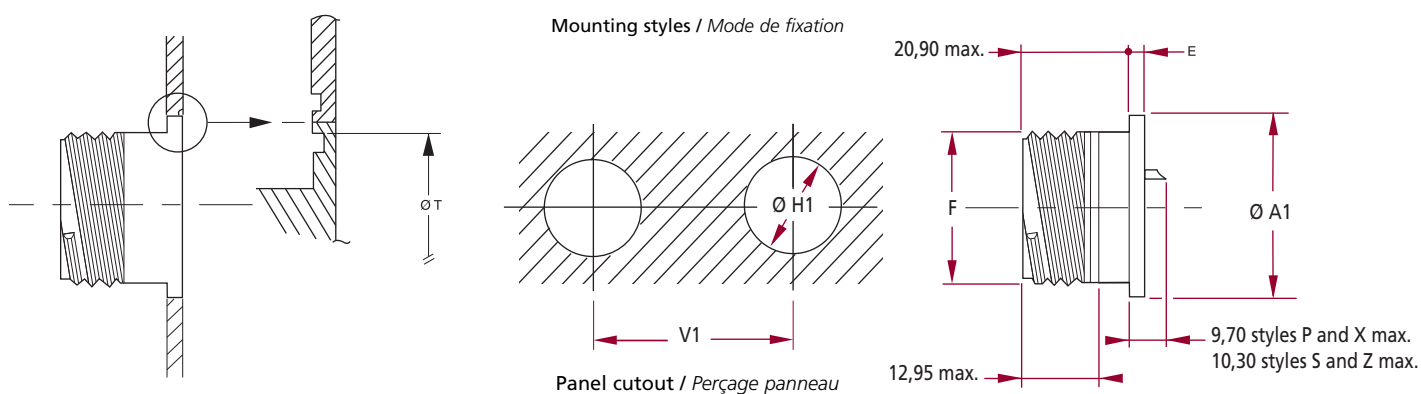 Mounting styles / Mode de fixation
20,90 max.
E
Ø T
Ø H1
F
Ø A1
V1
9,70 styles P and X max.
10,30 styles S and Z max.
12,95 max.
Panel cutout / Perçage panneau